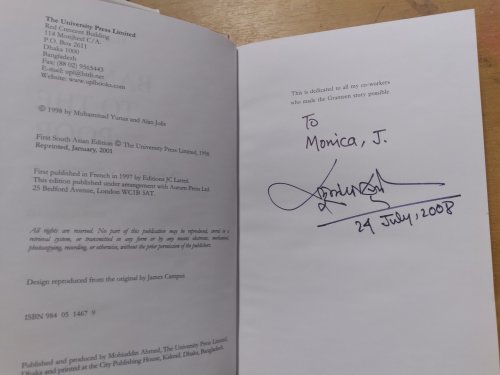 The University Press Limited
Red Crescent Building
114 Motijheel C/A.
P.O. Box 2611
Dhaka 1000
Bangladesh
Fax: (88 02) 9565443
E-mail: upl@bttb.net
Website: www.uplbooks.com
© 1998 by Muhammad Yunus and Alan Jolis
First South Asian Edition © The University Press Limited, 1998
Reprinted, January, 2001
First published in French in 1997 by Editions JC Lattès
This edition published under arrangement with Aurum Press Ltd.
25 Bedford Avenue, London WC1B 3AT.
All rights are reserved. No part of this publication may be reproduced, stored in a
retrieval system, or transmitted in any form or by any means electronic, mechanical,
photocopying, recording, or otherwise, without the prior permission of the publishers.
Design reproduced from the original by James Campus
ISBN 984 05 1467 9
Published and produced by Mohiuddin Ahmed, The University Press Limited,
Dhaka and printed at the City Publishing House, Kakrail, Dhaka, Bangladesh.
This is dedicated to all my co-workers
who made the Grameen story possible.
To
Monica, J.
24 July, 2008